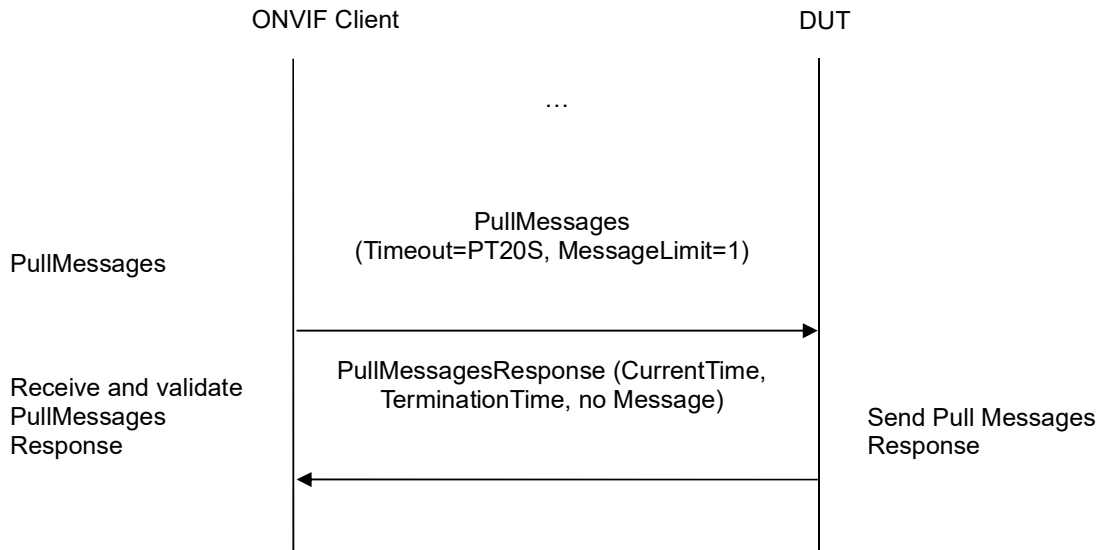 ONVIF Client
DUT
…
PullMessages
(Timeout=PT20S, MessageLimit=1)
PullMessages
PullMessagesResponse (CurrentTime,
TerminationTime, no Message)
Receive and validate
PullMessages
Response
Send Pull Messages
Response